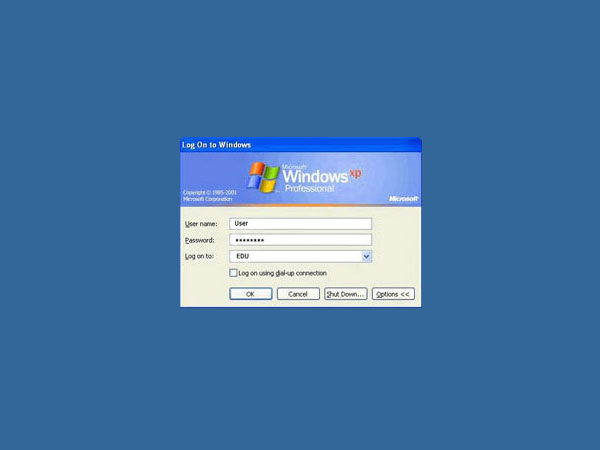 Log On to Windows
Microsoft
Windows xp
Professional
Copyright © 1985-2001
Microsoft Corporation
Microsoft
User name: User
Password: ••••••••
Log on to: EDU
Log on using dial-up connection
OK Cancel Shut Down... Options <<